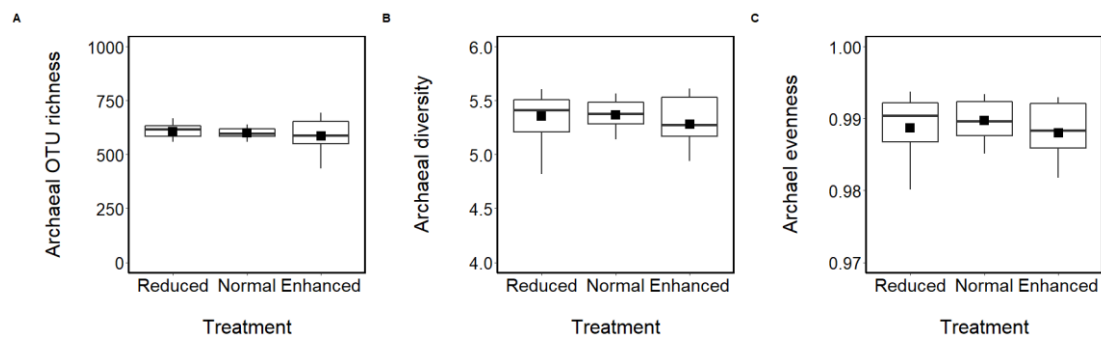 A
Archaeal OTU richness
1000
750
500
250
0
Reduced Normal Enhanced
Treatment
B
Archaeal diversity
6.0
5.5
5.0
4.5
4.0
Reduced Normal Enhanced
Treatment
C
Archael evenness
1.00
0.99
0.98
0.97
Reduced Normal Enhanced
Treatment